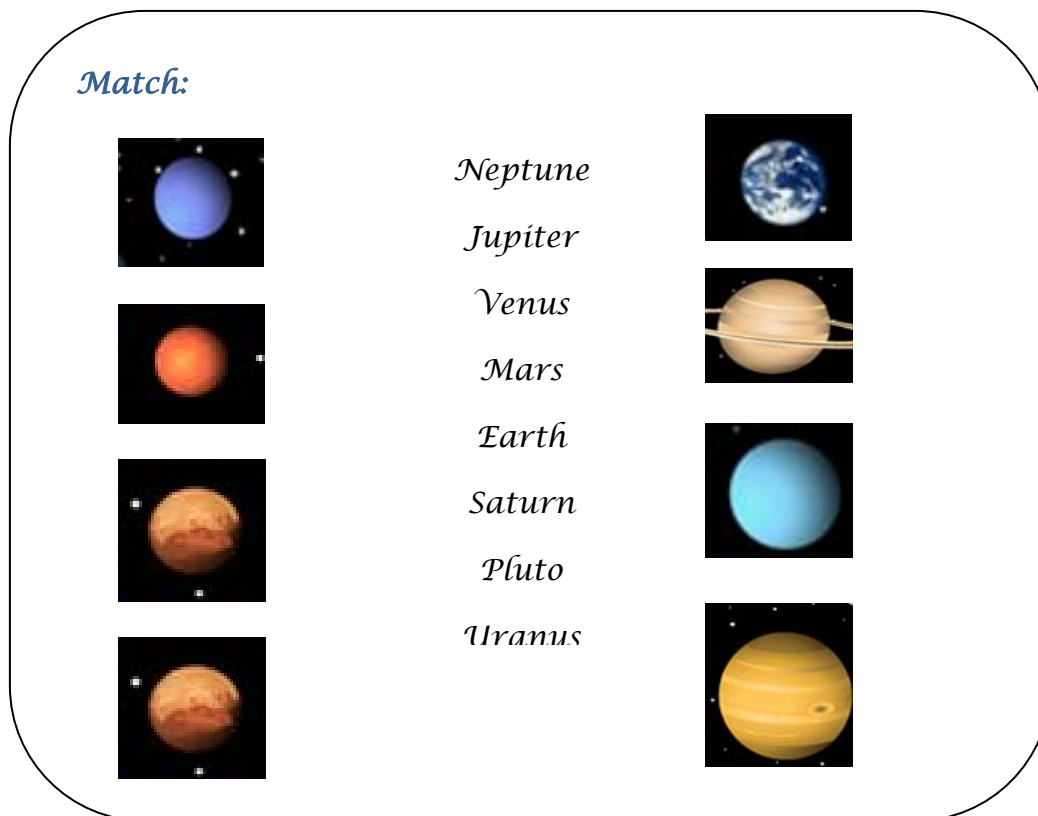 Match:
Neptune
Jupiter
Venus
Mars
Earth
Saturn
Pluto
Uranus